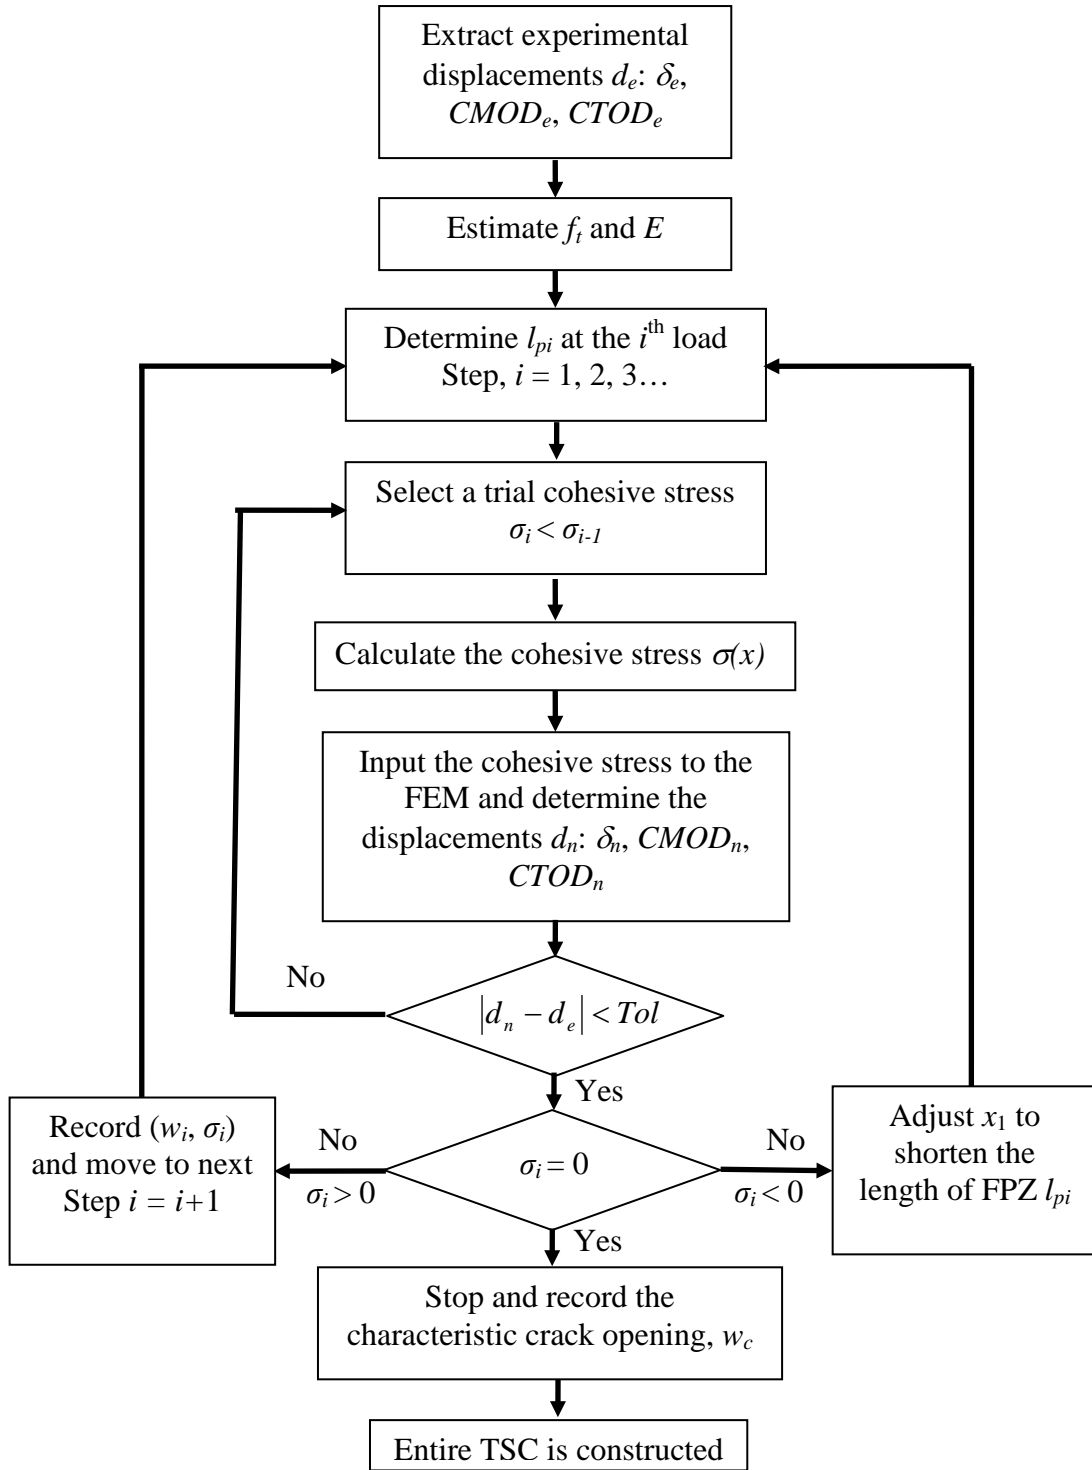 Extract experimental
displacements dₑ: δₑ,
CMODₑ, CTODₑ
Estimate fₜ and E
Determine lₚᵢ at the iᵗʰ load
Step, i = 1, 2, 3…
Select a trial cohesive stress
σᵢ < σᵢ₋₁
Calculate the cohesive stress σ(x)
Input the cohesive stress to the
FEM and determine the
displacements dₙ: δₙ, CMODₙ,
CTODₙ
No
|dₙ − dₑ| < Tol
Yes
Record (wᵢ, σᵢ)
and move to next
Step i = i+1
No
σᵢ > 0
σᵢ = 0
No
σᵢ < 0
Adjust x₁ to
shorten the
length of FPZ lₚᵢ
Yes
Stop and record the
characteristic crack opening, w_c
Entire TSC is constructed